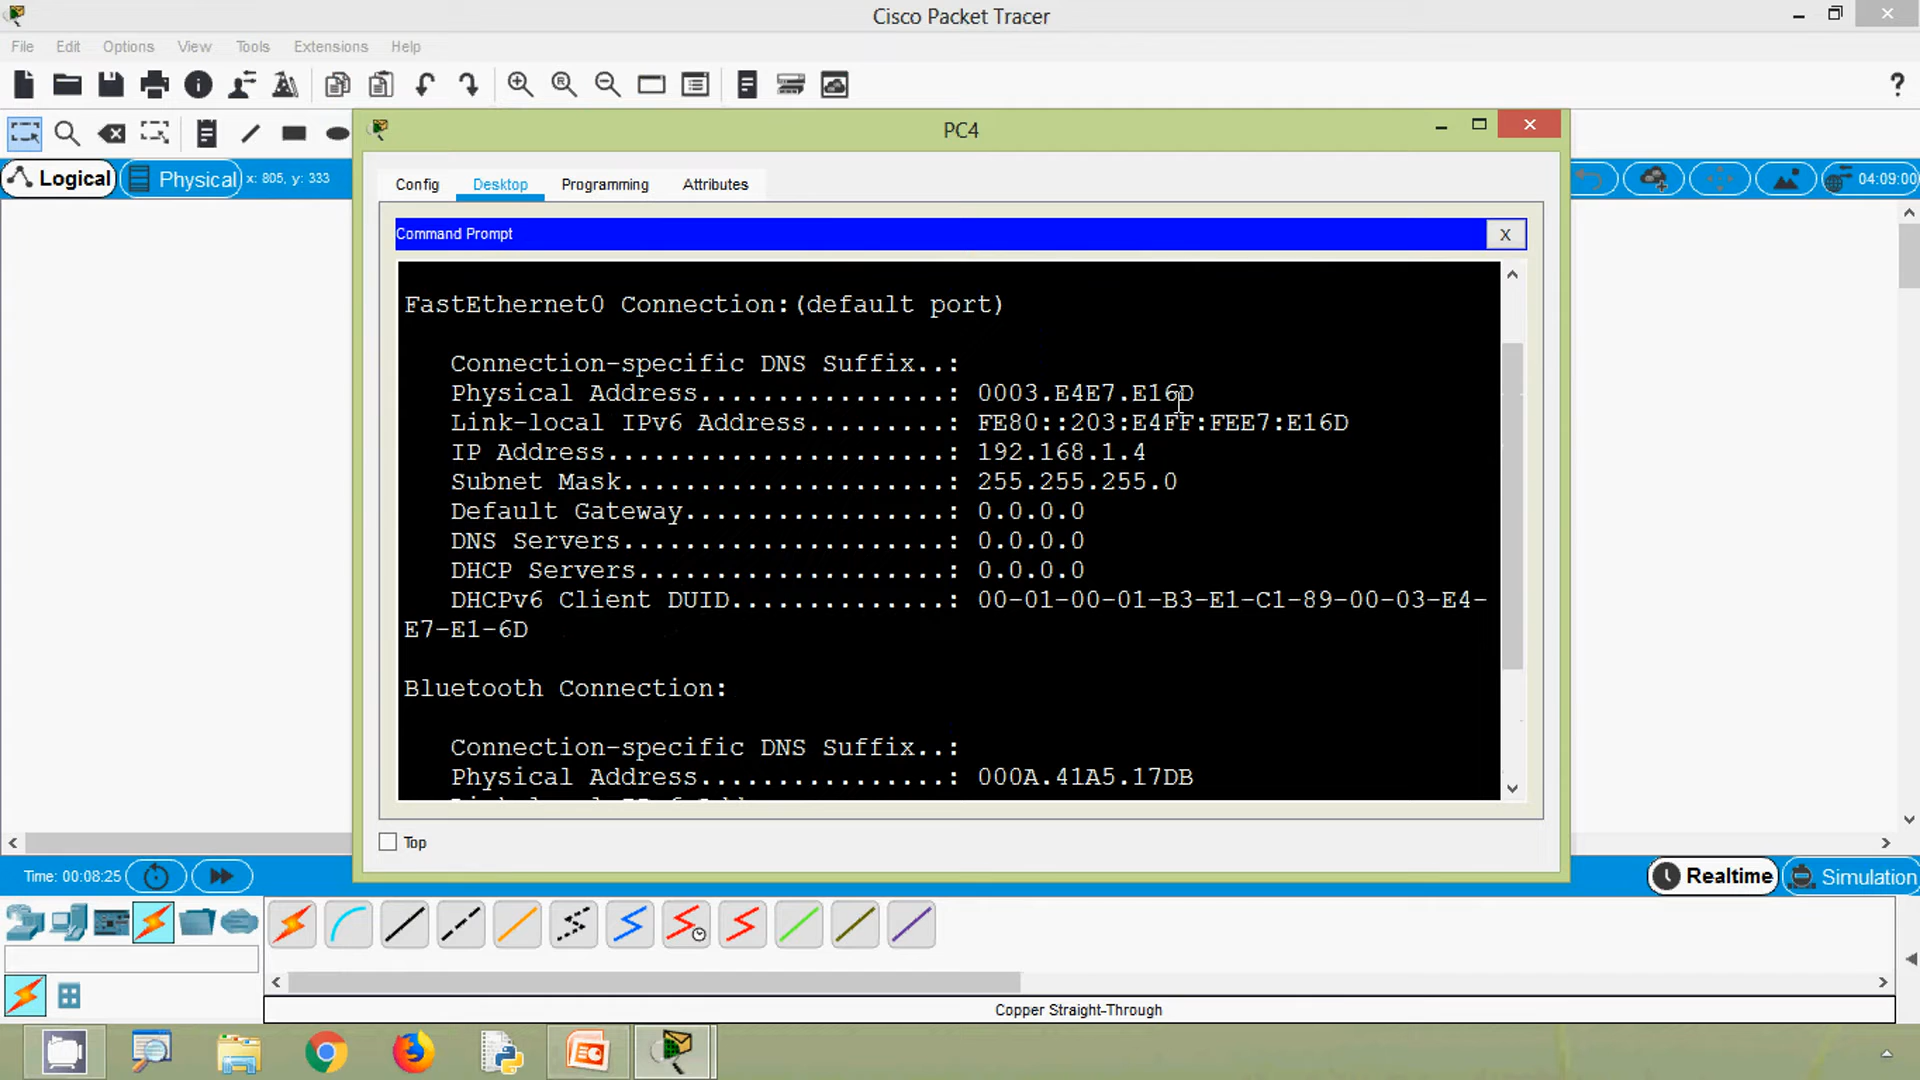 Cisco Packet Tracer
File Edit Options View Tools Extensions Help
PC4
Logical Physical x: 805, y: 333 04:09:00
Config Desktop Programming Attributes
Command Prompt X
FastEthernet0 Connection:(default port)
Connection-specific DNS Suffix..:
Physical Address................: 0003.E4E7.E16D
Link-local IPv6 Address.........: FE80::203:E4FF:FEE7:E16D
IP Address......................: 192.168.1.4
Subnet Mask.....................: 255.255.255.0
Default Gateway.................: 0.0.0.0
DNS Servers.....................: 0.0.0.0
DHCP Servers....................: 0.0.0.0
DHCPv6 Client DUID..............: 00-01-00-01-B3-E1-C1-89-00-03-E4-
E7-E1-6D
Bluetooth Connection:
Connection-specific DNS Suffix..:
Physical Address................: 000A.41A5.17DB
Top
Time: 00:08:25 Realtime Simulation
Copper Straight-Through